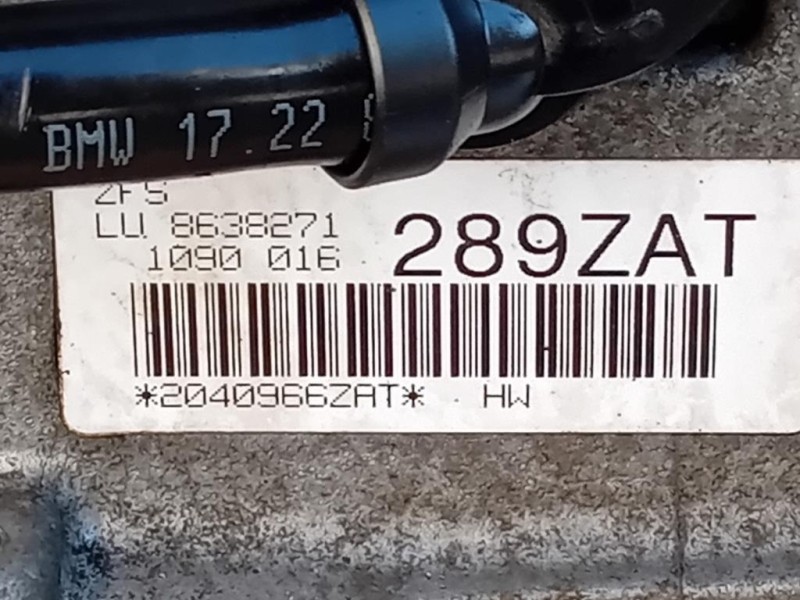 BMW 17.22
ZFS
LU 8638271
1090 016
289ZAT
*2040966ZAT* HW